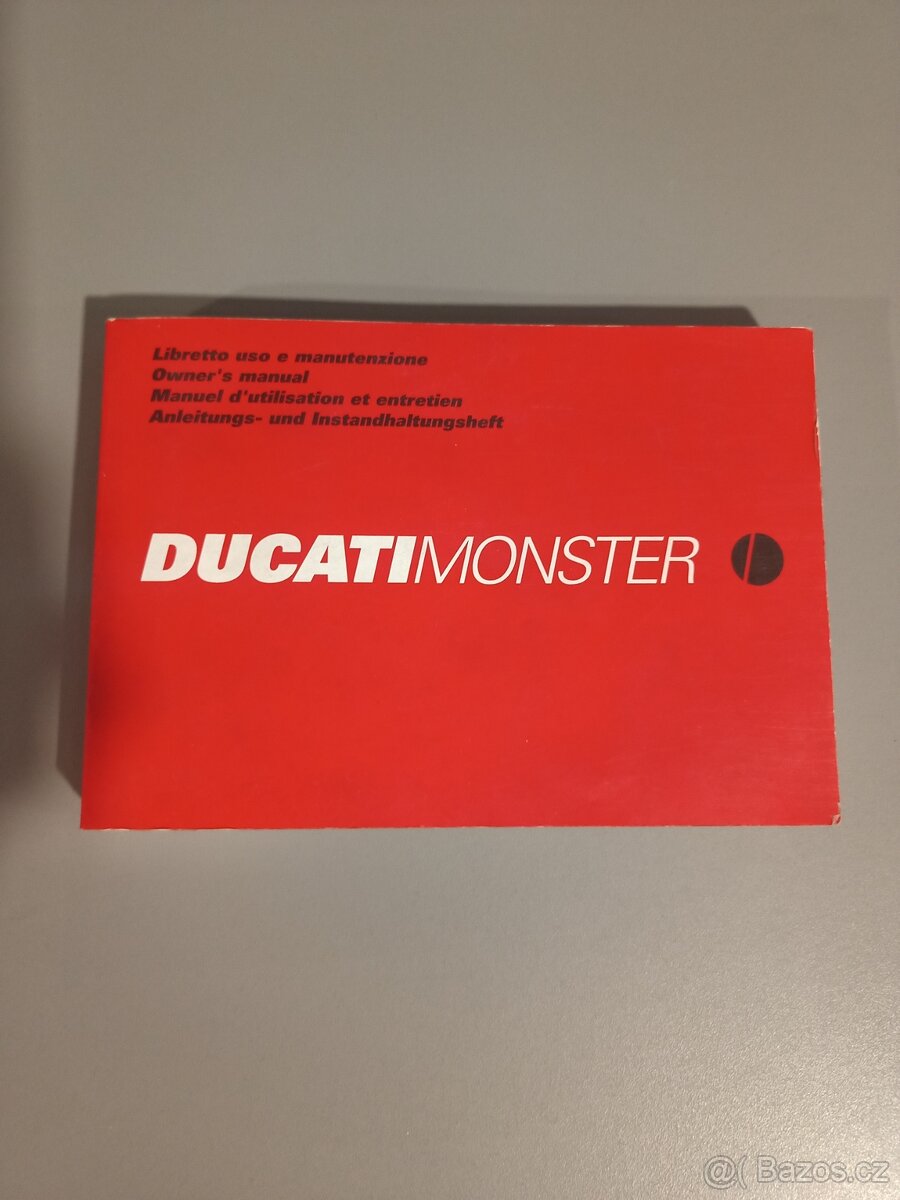 Libretto uso e manutenzione
Owner's manual
Manuel d'utilisation et entretien
Anleitungs- und Instandhaltungsheft
DUCATIMONSTER
@( Bazos.cz